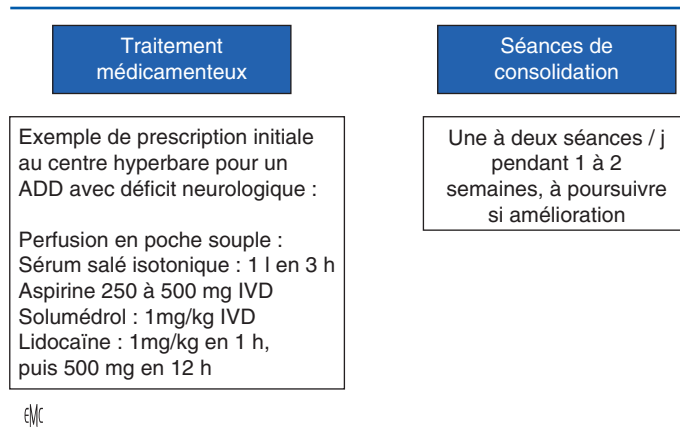 Traitement
médicamenteux
Exemple de prescription initiale
au centre hyperbare pour un
ADD avec déficit neurologique :
Perfusion en poche souple :
Sérum salé isotonique : 1 l en 3 h
Aspirine 250 à 500 mg IVD
Solumédrol : 1mg/kg IVD
Lidocaïne : 1mg/kg en 1 h,
puis 500 mg en 12 h
Séances de
consolidation
Une à deux séances / j
pendant 1 à 2
semaines, à poursuivre
si amélioration
EMC